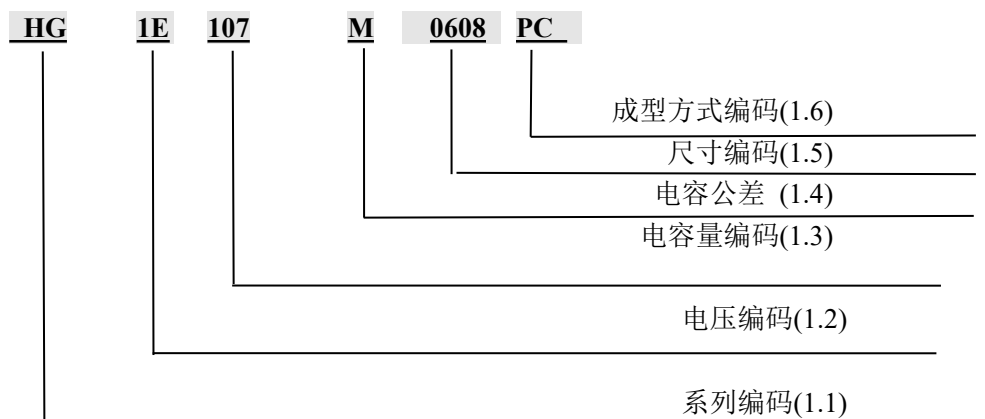 HG 1E 107 M 0608 PC
成型方式编码(1.6)
尺寸编码(1.5)
电容公差 (1.4)
电容量编码(1.3)
电压编码(1.2)
系列编码(1.1)